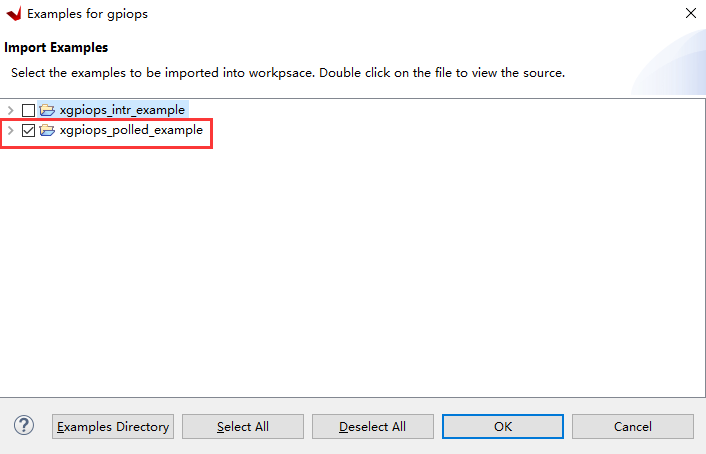 Examples for gpiops
Import Examples
Select the examples to be imported into workpsace. Double click on the file to view the source.
xgpiops_intr_example
xgpiops_polled_example
Examples Directory
Select All
Deselect All
OK
Cancel